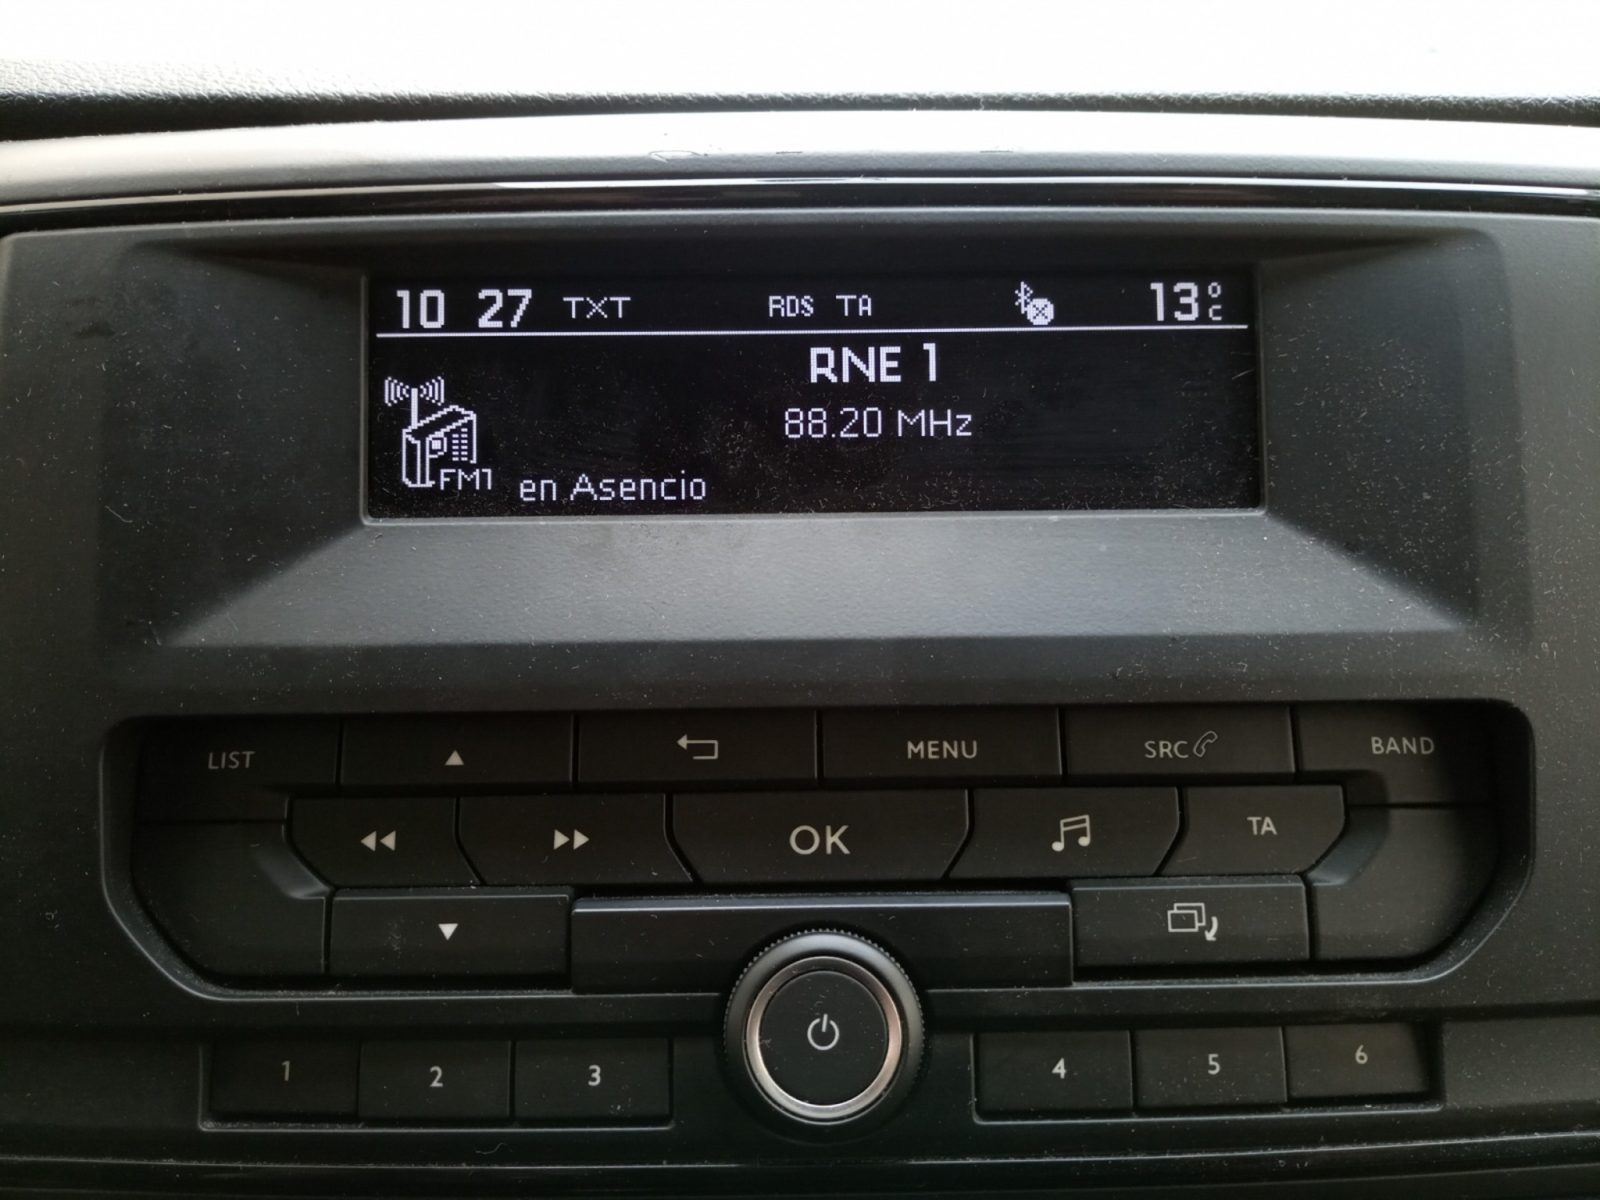 10 27 TXT RDS TA 13°C
RNE 1
88.20 MHz
FM1 en Asencio
LIST MENU SRC BAND
OK TA
1 2 3 4 5 6